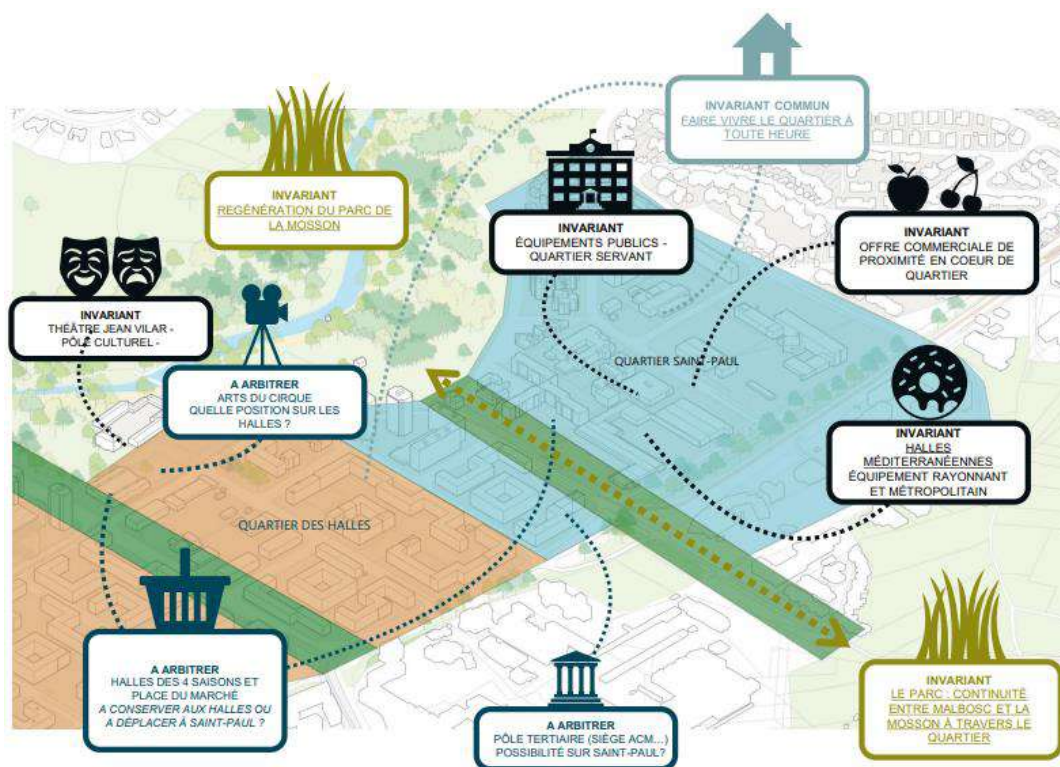 INVARIANT COMMUN
FAIRE VIVRE LE QUARTIER À
TOUTE HEURE
INVARIANT
REGÉNÉRATION DU PARC DE
LA MOSSON
INVARIANT
ÉQUIPEMENTS PUBLICS -
QUARTIER SERVANT
INVARIANT
OFFRE COMMERCIALE DE
PROXIMITÉ EN COEUR DE
QUARTIER
INVARIANT
THÉÂTRE JEAN VILAR -
PÔLE CULTUREL -
A ARBITRER
ARTS DU CIRQUE
QUELLE POSITION SUR LES
HALLES ?
QUARTIER SAINT-PAUL
INVARIANT
HALLES
MÉDITERRANÉENNES
ÉQUIPEMENT RAYONNANT
ET MÉTROPOLITAIN
QUARTIER DES HALLES
A ARBITRER
HALLES DES 4 SAISONS ET
PLACE DU MARCHÉ
A CONSERVER AUX HALLES OU
A DÉPLACER À SAINT-PAUL ?
A ARBITRER
PÔLE TERTIAIRE (SIÈGE ACM...)
POSSIBILITÉ SUR SAINT-PAUL?
INVARIANT
LE PARC : CONTINUITÉ
ENTRE MALBOSC ET LA
MOSSON À TRAVERS LE
QUARTIER